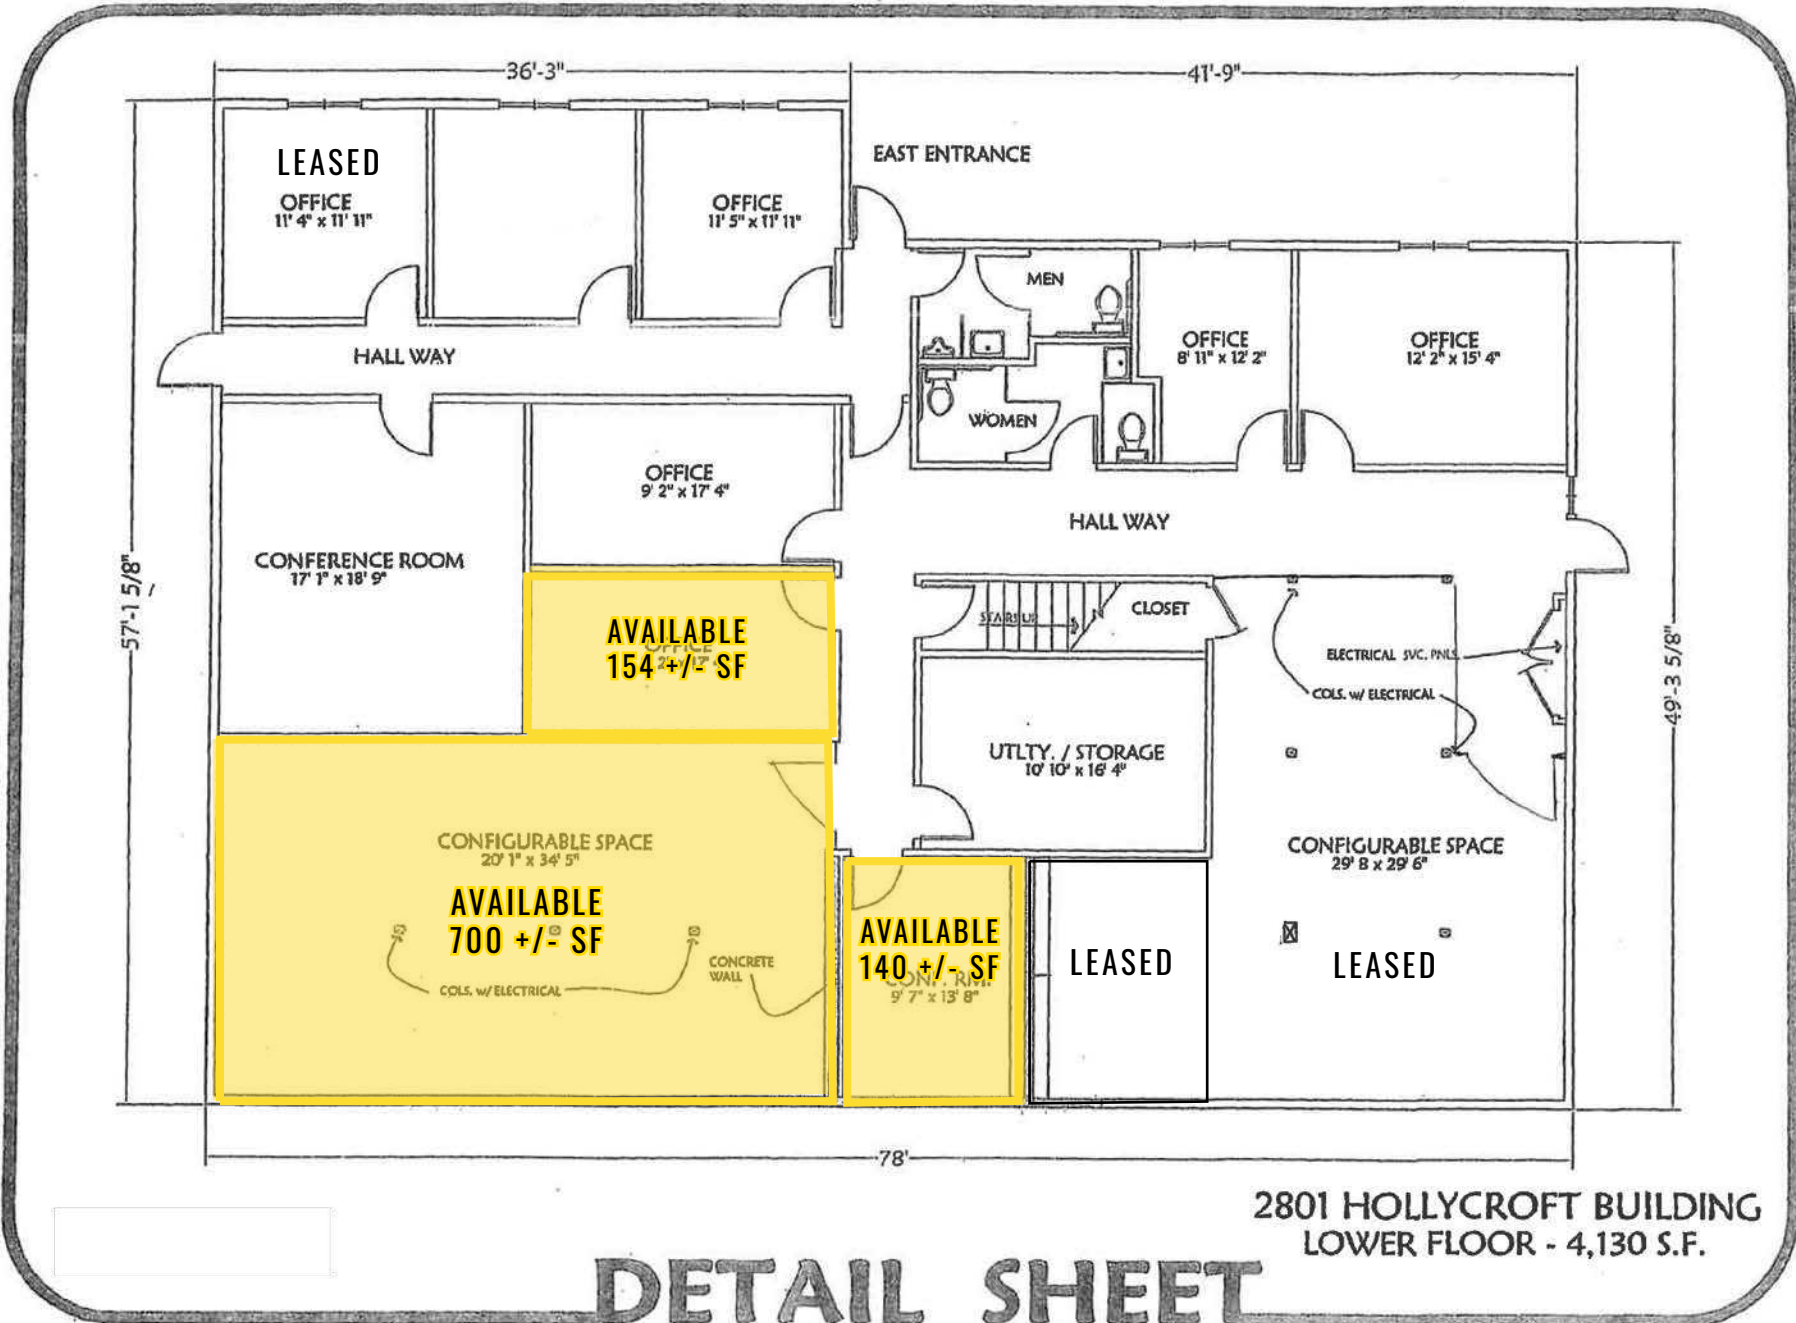 36'-3"
41'-9"
EAST ENTRANCE
LEASED
OFFICE
11' 4" x 11' 11"
OFFICE
11' 5" x 11' 11"
MEN
OFFICE
8' 11" x 12' 2"
OFFICE
12' 2" x 15' 4"
HALL WAY
WOMEN
OFFICE
9' 2" x 17' 4"
HALL WAY
CONFERENCE ROOM
17' 1" x 18' 9"
57'-1 5/8"
AVAILABLE
OFFICE
154 +/- SF
STAIRS UP
CLOSET
ELECTRICAL SVC. PNLS.
COLS. w/ ELECTRICAL
49'-3 5/8"
UTLTY. / STORAGE
10' 10" x 16' 4"
CONFIGURABLE SPACE
20' 1" x 34' 5"
AVAILABLE
700 +/- SF
COLS. w/ ELECTRICAL
CONCRETE
WALL
AVAILABLE
140 +/- SF
CONF. RM.
9' 7" x 13' 8"
LEASED
CONFIGURABLE SPACE
29' 8 x 29' 6"
LEASED
78'
2801 HOLLYCROFT BUILDING
LOWER FLOOR - 4,130 S.F.
DETAIL SHEET